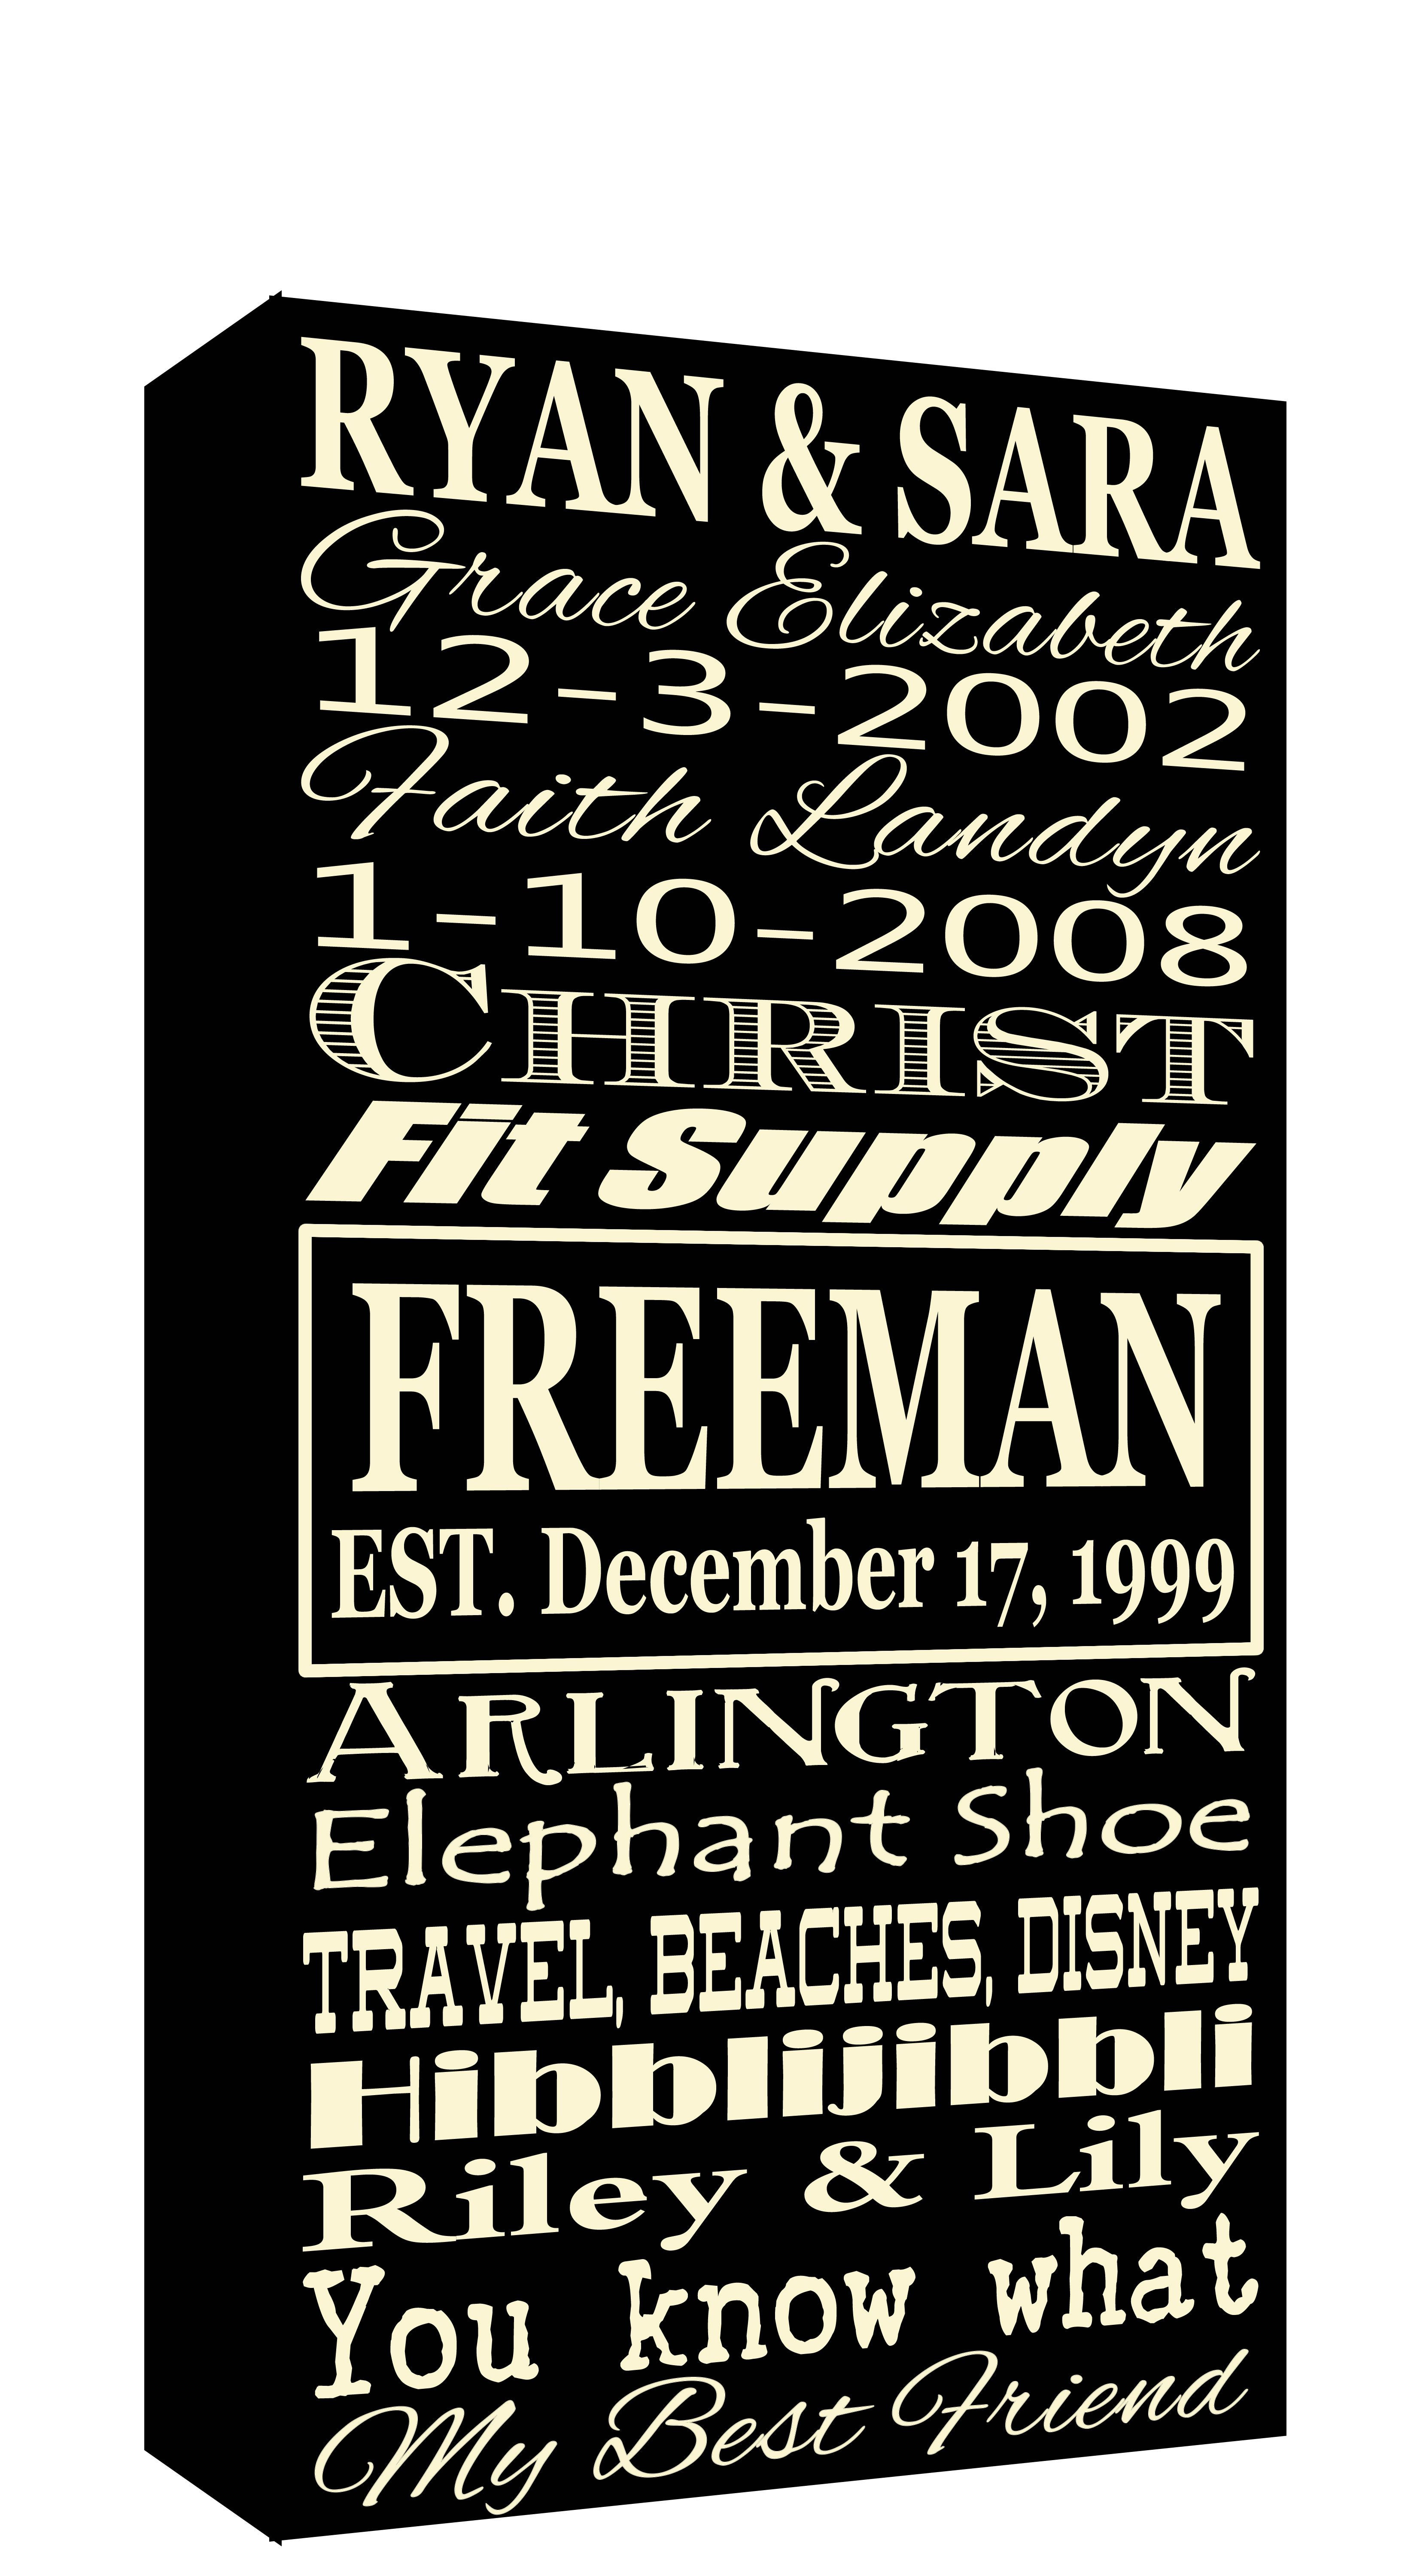 RYAN & SARA
Grace Elizabeth
12-3-2002
Faith Landyn
1-10-2008
CHRIST
Fit Supply
FREEMAN
EST. December 17, 1999
ARLINGTON
Elephant Shoe
TRAVEL, BEACHES, DISNEY
Hibblijibbli
Riley & Lily
You know what
My Best Friend